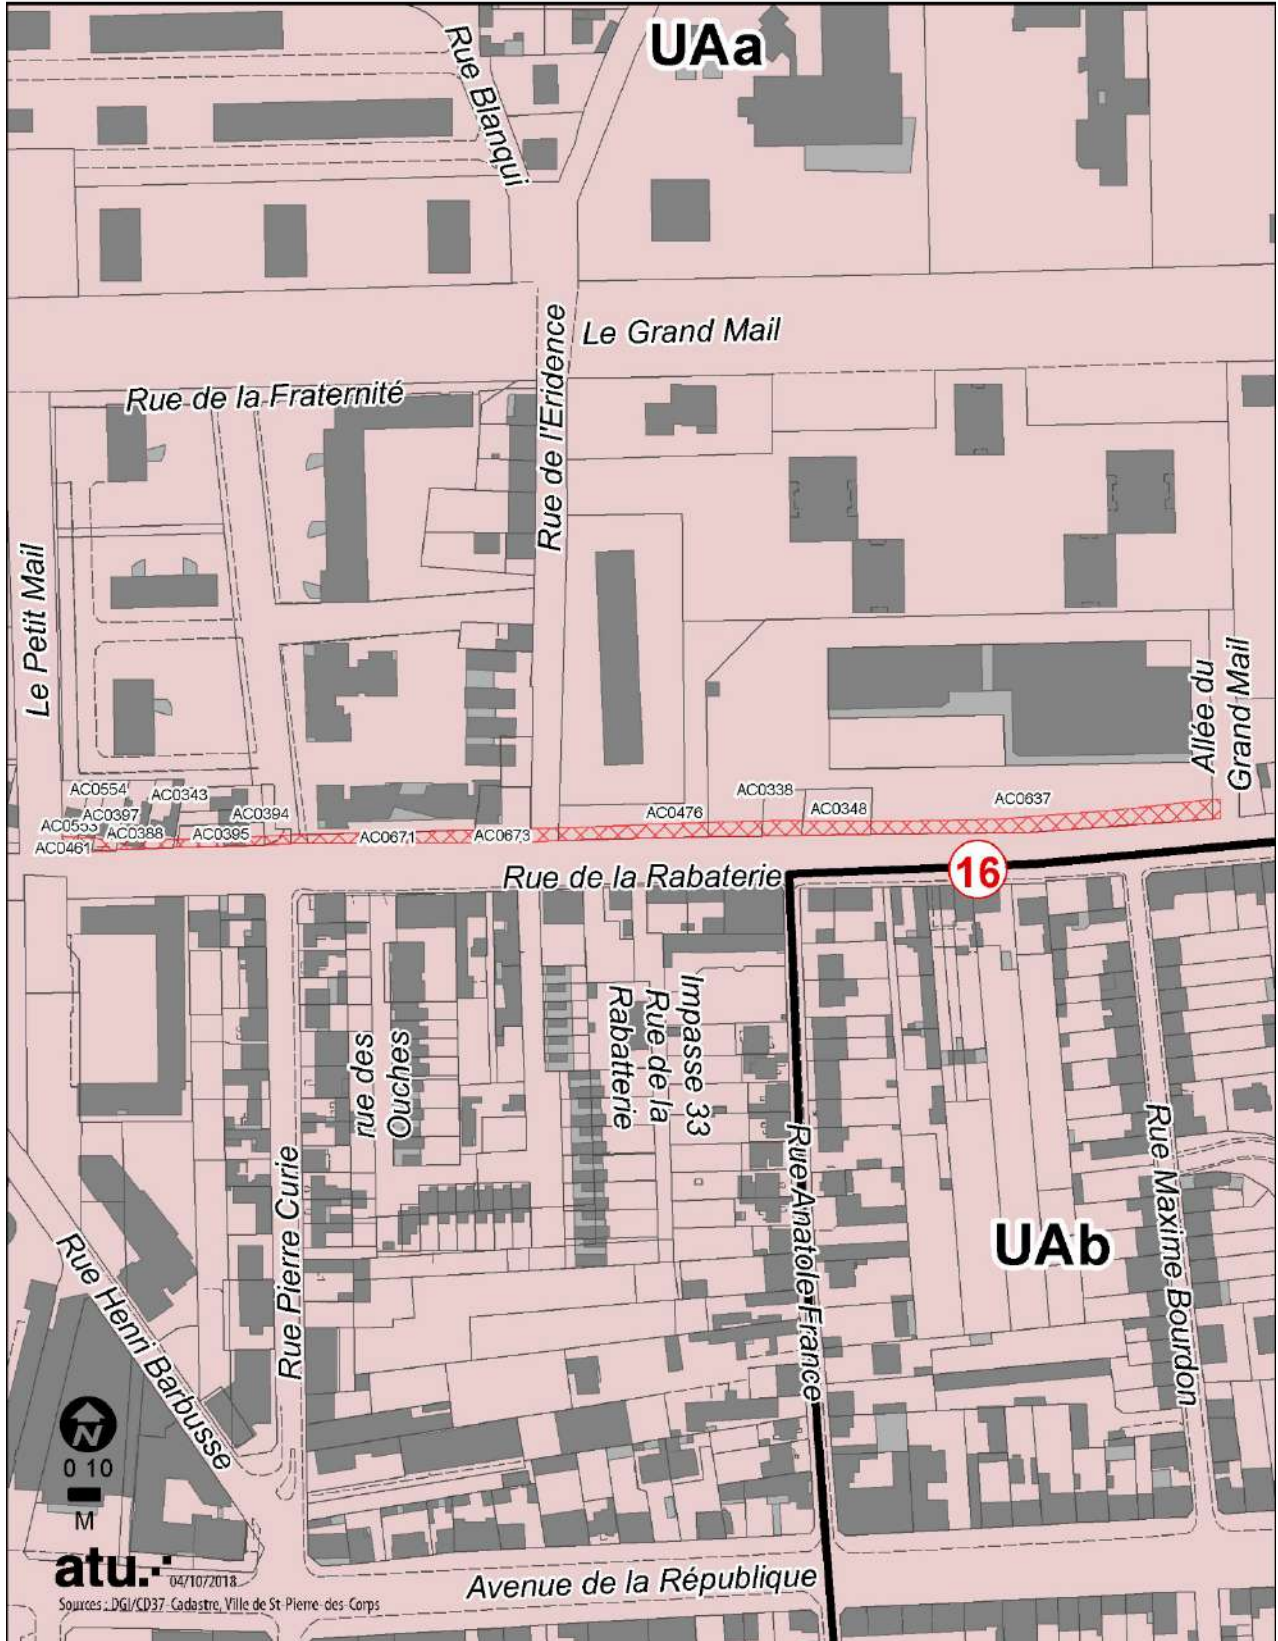 UAa
Rue Blanqui
Le Grand Mail
Rue de l'Eridence
Rue de la Fraternité
Le Petit Mail
Allée du
Grand Mail
AC0554
AC0343
AC0397
AC0394
AC0553
AC0388
AC0395
AC0461
AC0671
AC0673
AC0476
AC0338
AC0348
AC0637
Rue de la Rabaterie
16
Impasse 33
Rue de la
Rabatterie
rue des
Ouches
Rue Pierre Curie
Rue Anatole France
Rue Maxime Bourdon
UAb
Rue Henri Barbusse
N
0 10
M
atu.
04/10/2018
Sources : DGI/CD37-Cadastre, Ville de St-Pierre-des-Corps
Avenue de la République